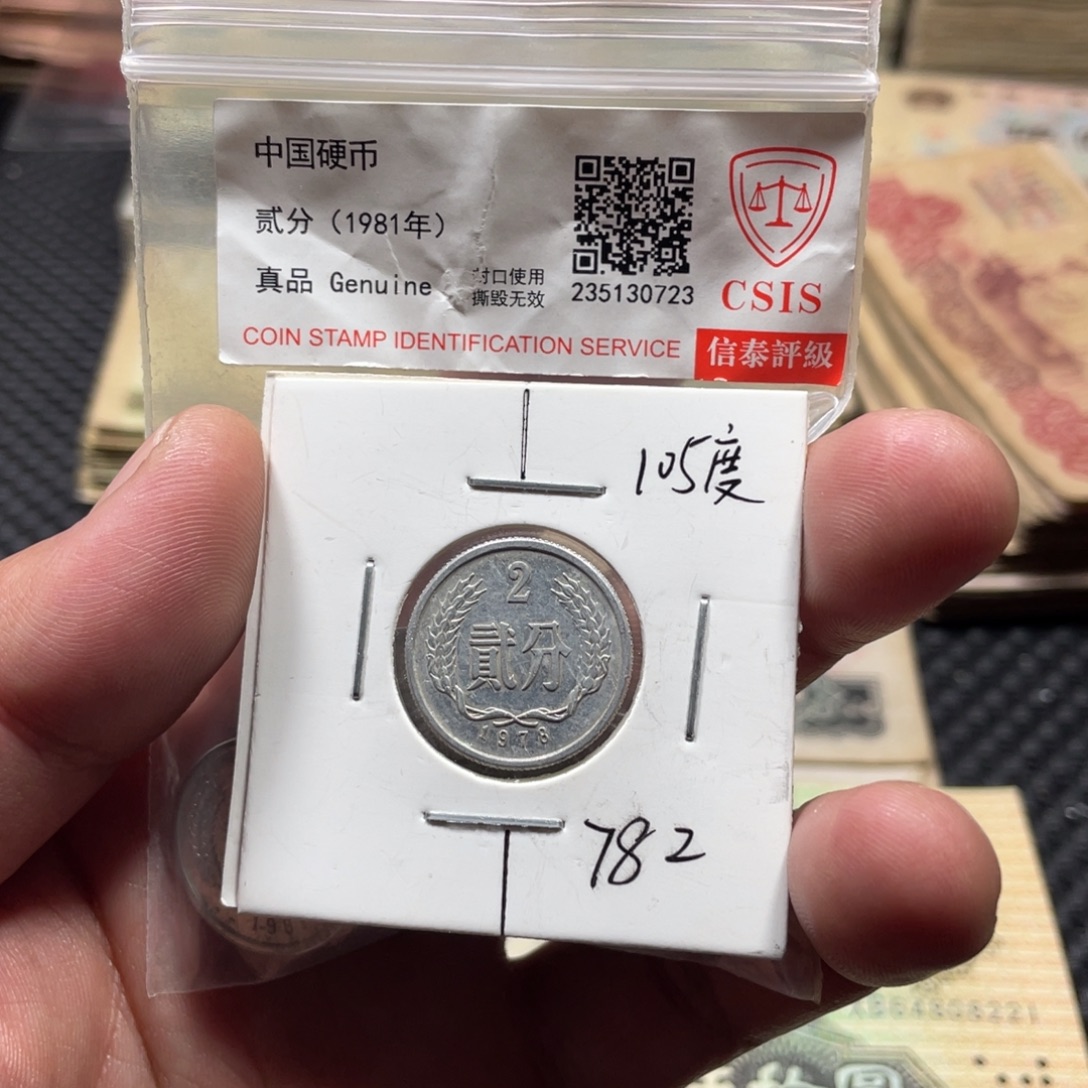 中国硬币
贰分（1981年）
真品 Genuine
封口使用
撕毁无效
235130723
CSIS
COIN STAMP IDENTIFICATION SERVICE
信泰評級
105度
2
貳分
1978
782